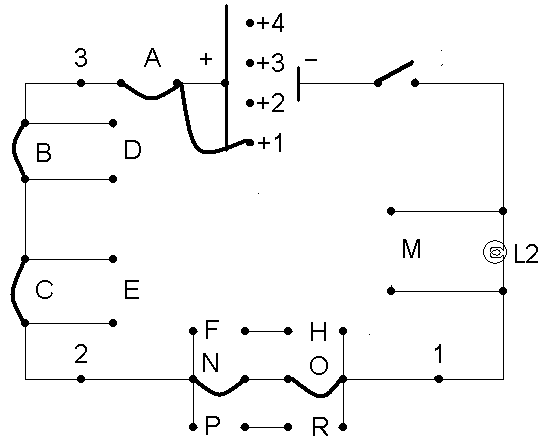 +4
3 A + +3 −
+2
+1
B D
M L2
C E
F H
2 N O 1
P R